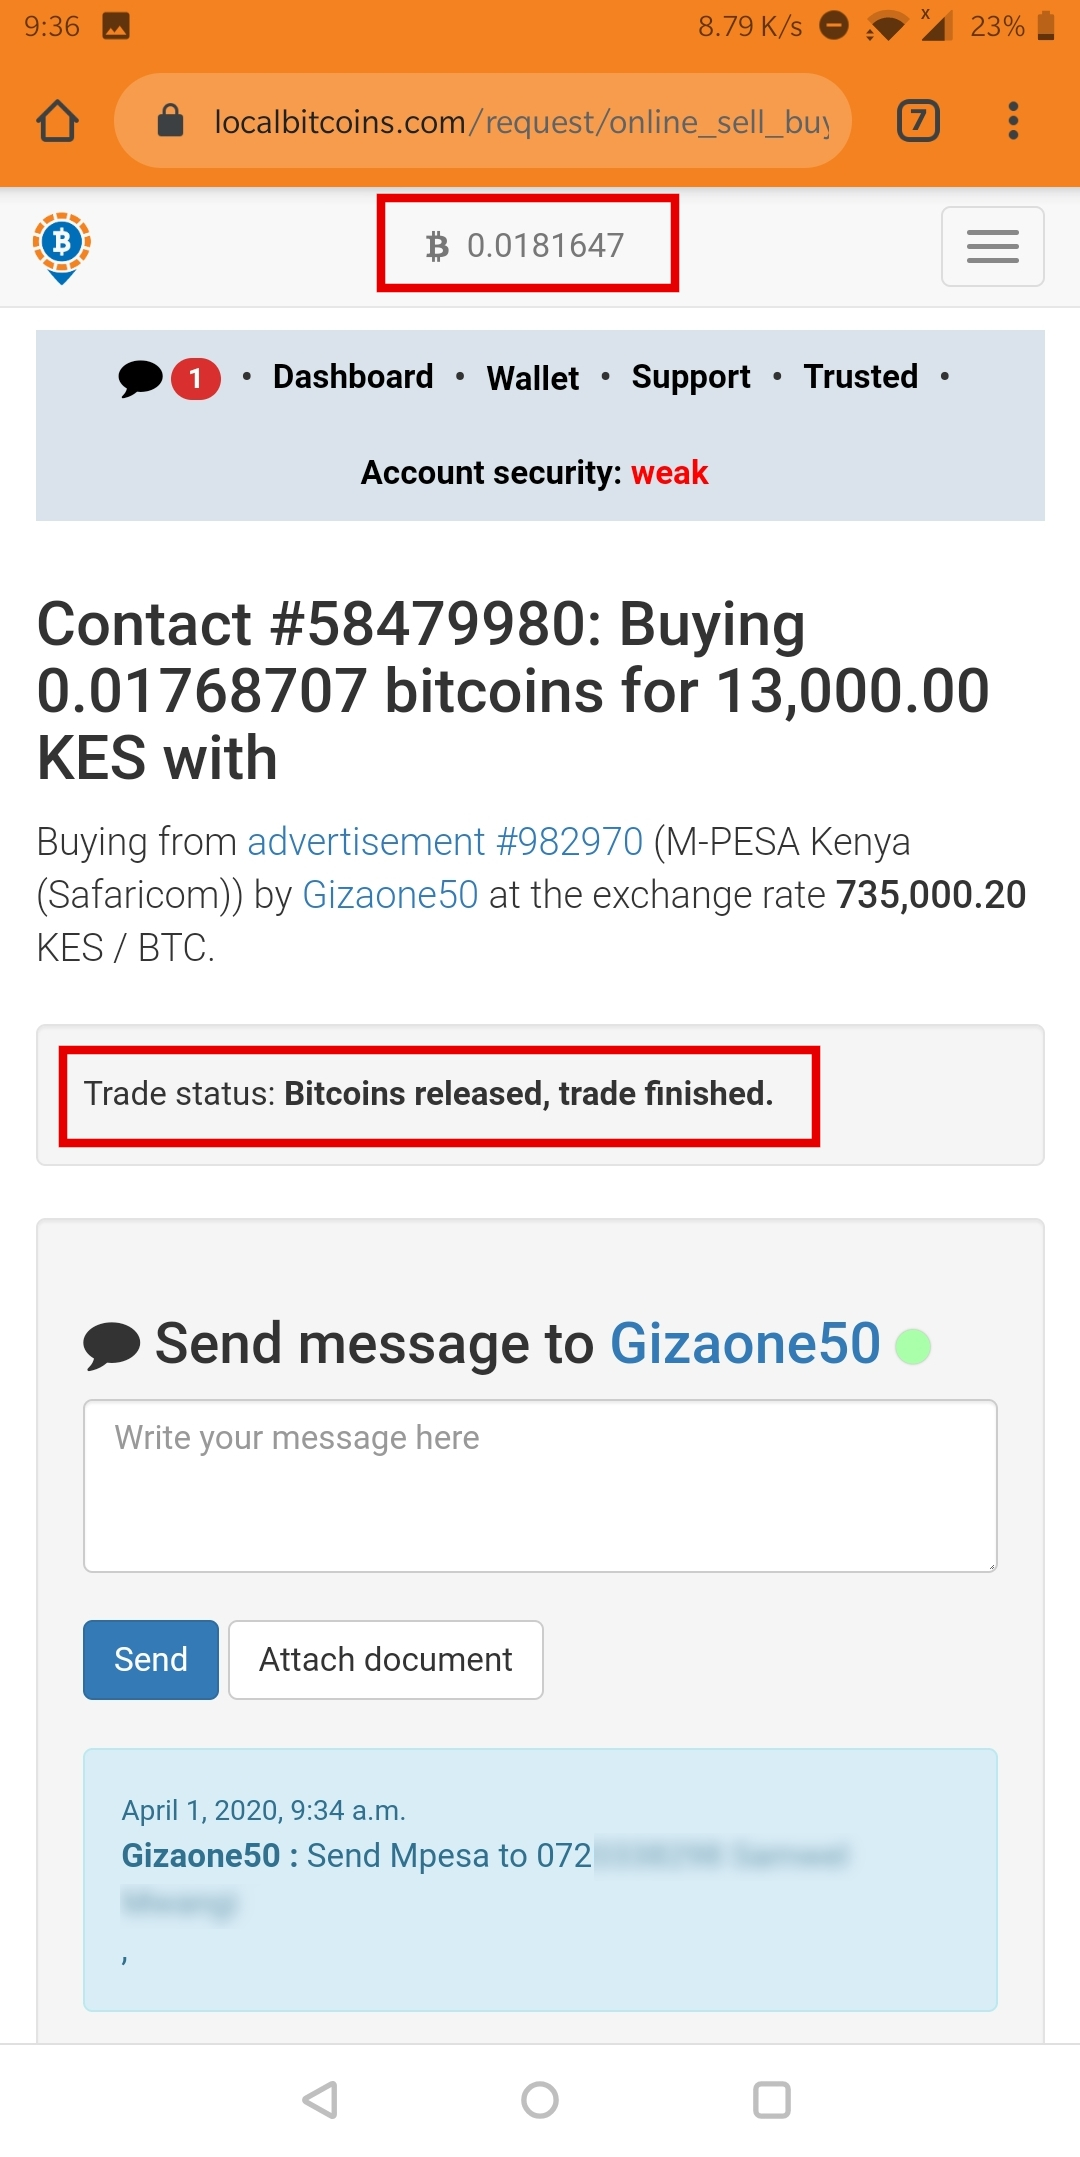 9:36 8.79 K/s x 23%
localbitcoins.com/request/online_sell_buy 7
0.0181647
1 • Dashboard • Wallet • Support • Trusted •
Account security: weak
Contact #58479980: Buying
0.01768707 bitcoins for 13,000.00
KES with
Buying from advertisement #982970 (M-PESA Kenya
(Safaricom)) by Gizaone50 at the exchange rate 735,000.20
KES / BTC.
Trade status: Bitcoins released, trade finished.
Send message to Gizaone50
Write your message here
Send Attach document
April 1, 2020, 9:34 a.m.
Gizaone50 : Send Mpesa to 072
,